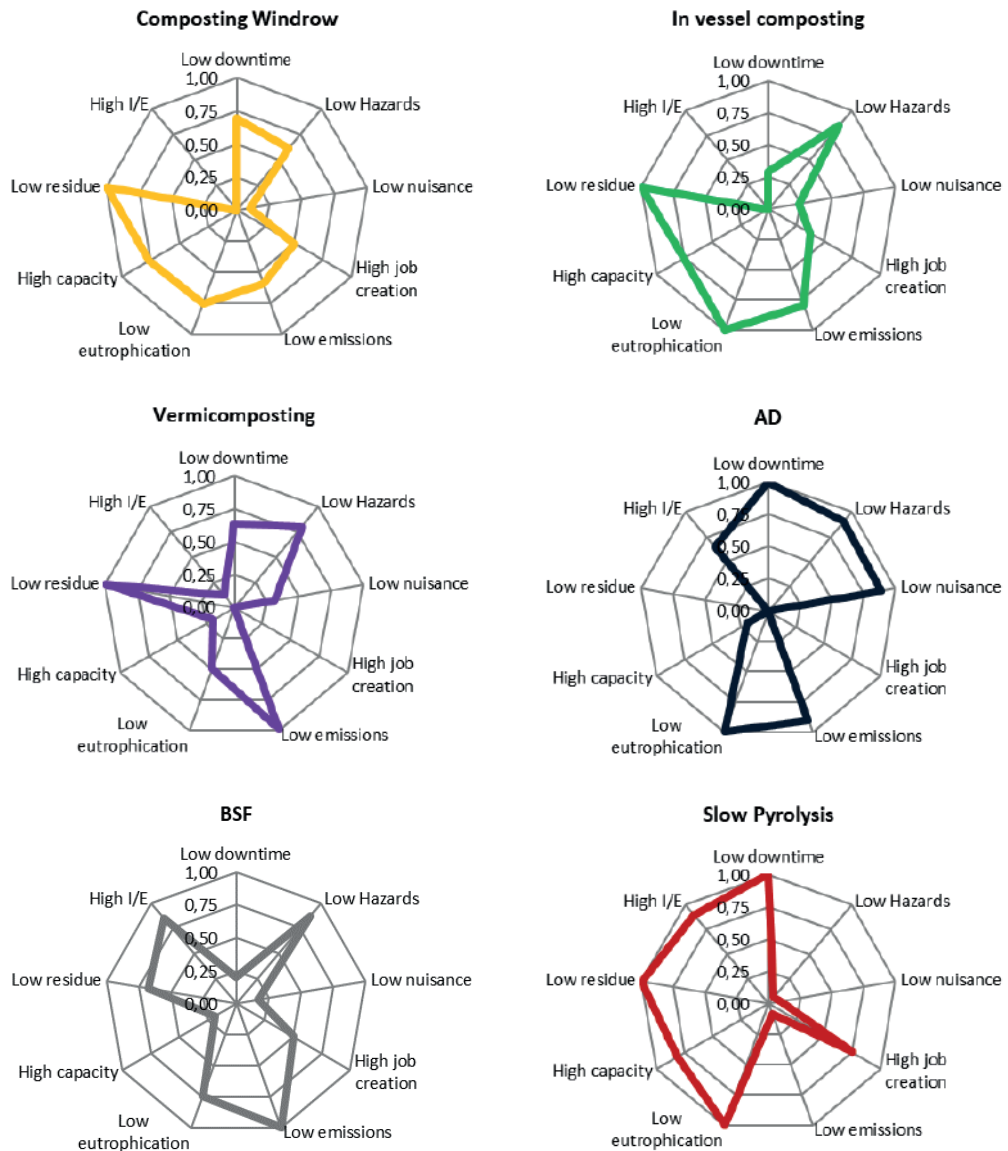 Composting Windrow
Low downtime
1,00
High I/E
Low Hazards
0,75
0,50
0,25
Low residue
Low nuisance
0,00
High capacity
High job
creation
Low
eutrophication
Low emissions
In vessel composting
Low downtime
1,00
High I/E
Low Hazards
0,75
0,50
0,25
Low residue
Low nuisance
0,00
High capacity
High job
creation
Low
eutrophication
Low emissions
Vermicomposting
Low downtime
1,00
High I/E
Low Hazards
0,75
0,50
0,25
Low residue
Low nuisance
0,00
High capacity
High job
creation
Low
eutrophication
Low emissions
AD
Low downtime
1,00
High I/E
Low Hazards
0,75
0,50
0,25
Low residue
Low nuisance
0,00
High capacity
High job
creation
Low
eutrophication
Low emissions
BSF
Low downtime
1,00
High I/E
Low Hazards
0,75
0,50
0,25
Low residue
Low nuisance
0,00
High capacity
High job
creation
Low
eutrophication
Low emissions
Slow Pyrolysis
Low downtime
1,00
High I/E
Low Hazards
0,75
0,50
0,25
Low residue
Low nuisance
0,00
High capacity
High job
creation
Low
eutrophication
Low emissions